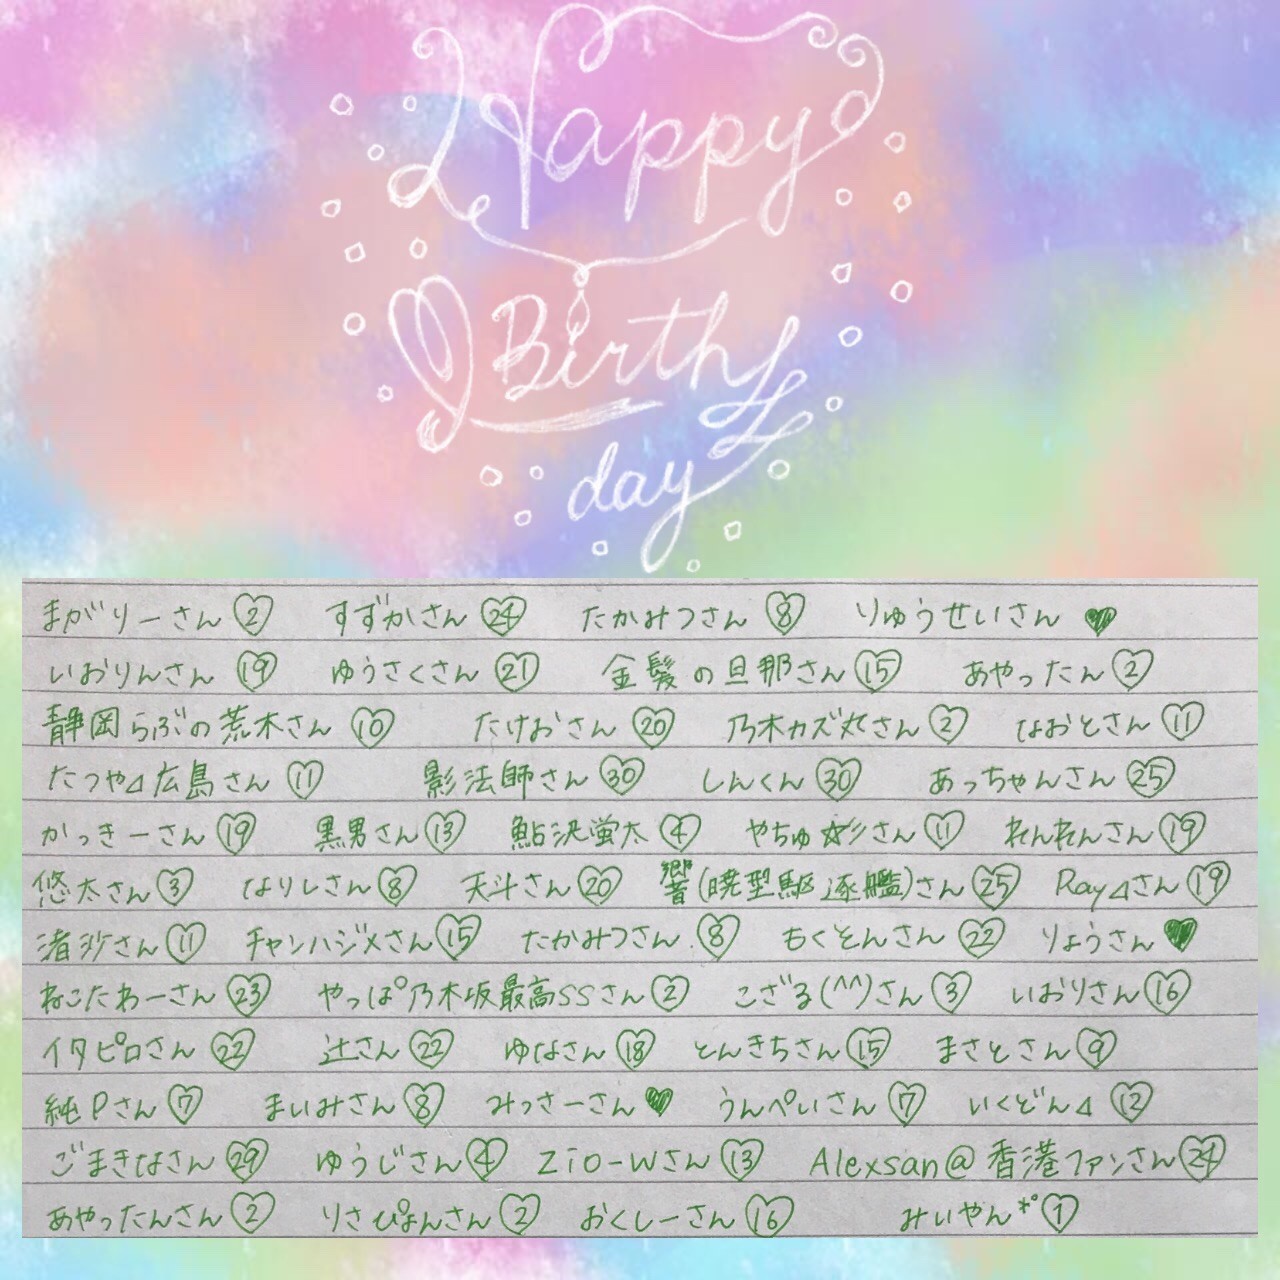 Happy
Birth
day
まがりーさん ② すずかさん ㉔ たかみつさん ⑧ りゅうせいさん ♥
いおりんさん ⑲ ゆうさくさん ㉑ 金髪の旦那さん ⑮ あやったん ②
静岡らぶの荒木さん ⑩ たけおさん ⑳ 乃木カズ丸さん ② なおとさん ⑪
たつや⊿広島さん ⑪ 影法師さん ㉚ しんくん ㉚ あっちゃんさん ㉕
かっきーさん ⑲ 黒男さん ⑬ 鮎沢蛍太 ④ やちゅ☆彡さん ⑪ れんれんさん ⑲
悠太さん ③ なりしさん ⑧ 天斗さん ⑳ 響(暁型駆逐艦)さん ㉕ Ray⊿さん ⑲
渚沙さん ⑪ チャンハジメさん ⑮ たかみつさん ⑧ もくとんさん ㉒ りょうさん ♥
ねこたわーさん ㉓ やっぱ乃木坂最高SSさん ② こざる(^^)さん ③ いおりさん ⑯
イタピロさん ㉒ 辻さん ㉒ ゆなさん ⑱ とんきちさん ⑮ まさとさん ⑨
純Pさん ⑦ まいみさん ⑧ みっさーさん ♥ うんぺいさん ⑦ いくどん⊿ ⑫
ごまきなさん ㉙ ゆうじさん ④ Zio-Wさん ⑬ Alexsan@香港ファンさん ㉔
あやったんさん ② りさぴょんさん ② おくしーさん ⑯ みいやん*° ①